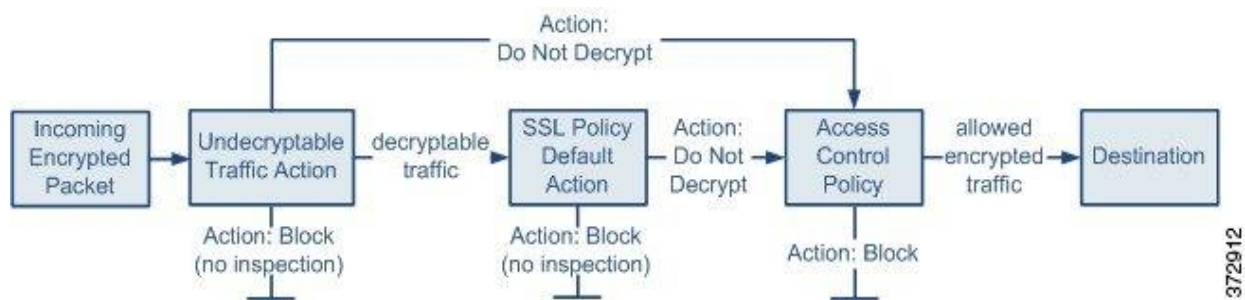 Action:
Do Not Decrypt
Incoming
Encrypted
Packet
Undecryptable
Traffic Action
decryptable
traffic
SSL Policy
Default
Action
Action:
Do Not
Decrypt
Access
Control
Policy
allowed
encrypted
traffic
Destination
Action: Block
(no inspection)
Action: Block
(no inspection)
Action: Block
372912